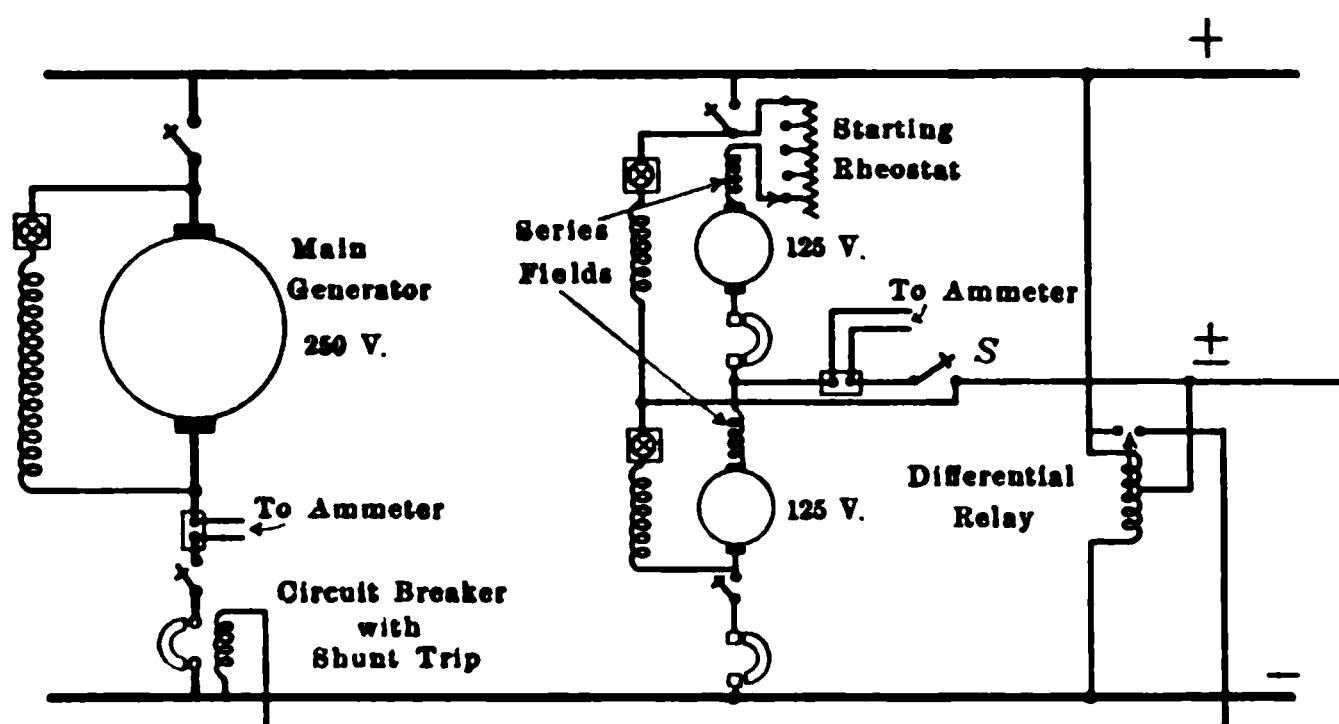 +
Starting
Rheostat
Series
Fields
125 V.
Main
Generator
250 V.
To Ammeter
S
±
Differential
Relay
125 V.
To Ammeter
Circuit Breaker
with
Shunt Trip
−